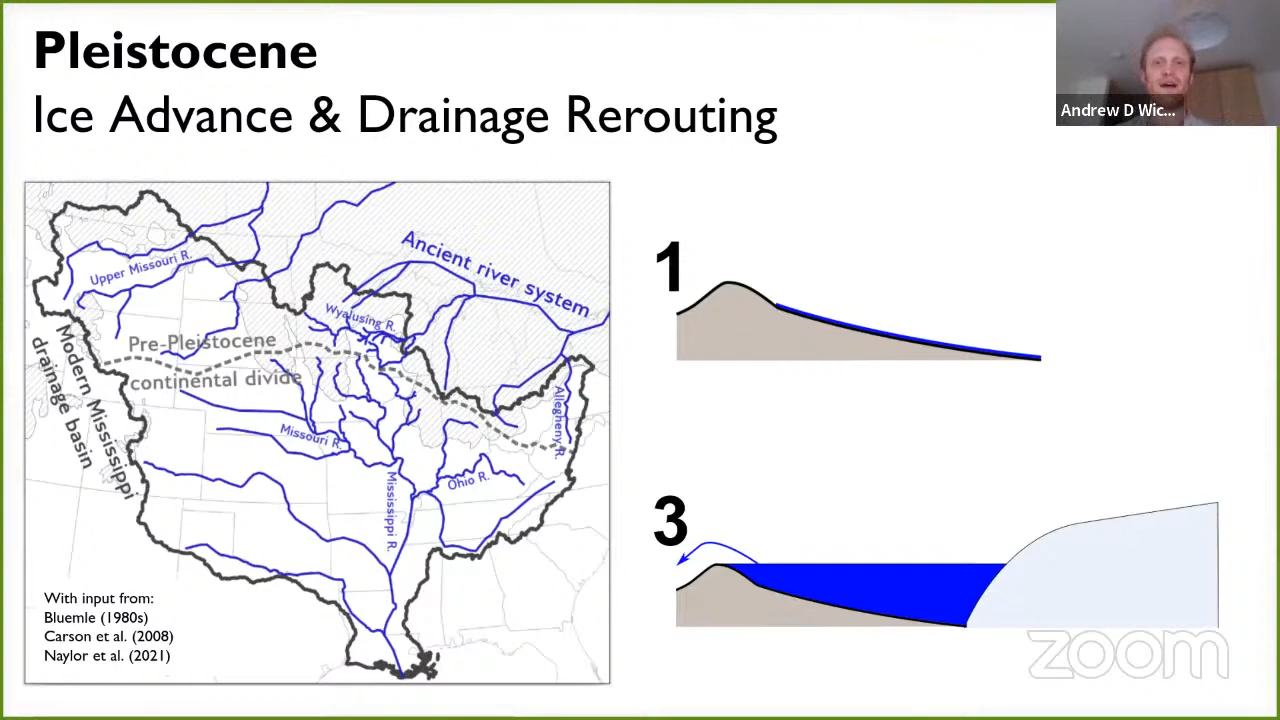 Pleistocene
Ice Advance & Drainage Rerouting
Andrew D Wic...
Ancient river system
Upper Missouri R.
Wyalusing R.
Pre-Pleistocene
continental divide
Modern Mississippi
drainage basin
Allegheny R.
Missouri R.
Mississippi R.
Ohio R.
With input from:
Bluemle (1980s)
Carson et al. (2008)
Naylor et al. (2021)
1
3
zoom